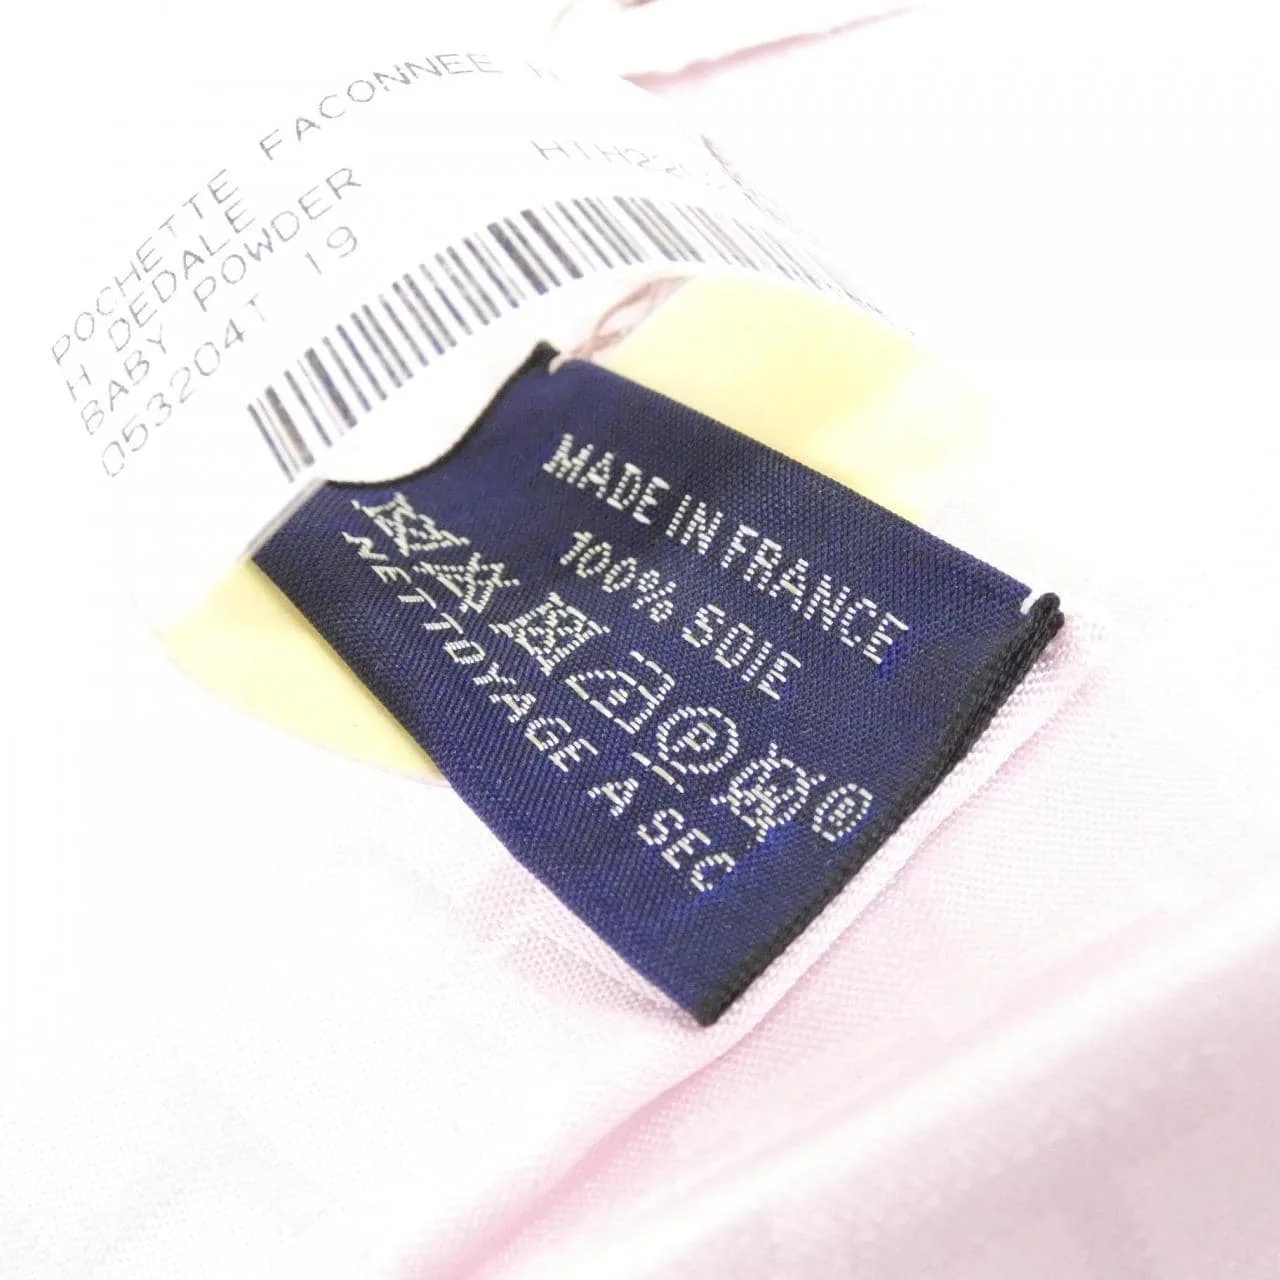 POCHETTE FACONNEE
H DEDALE
BABY POWDER
053204T 19
MADE IN FRANCE
100% SOIE
P
NETTOYAGE A SEC